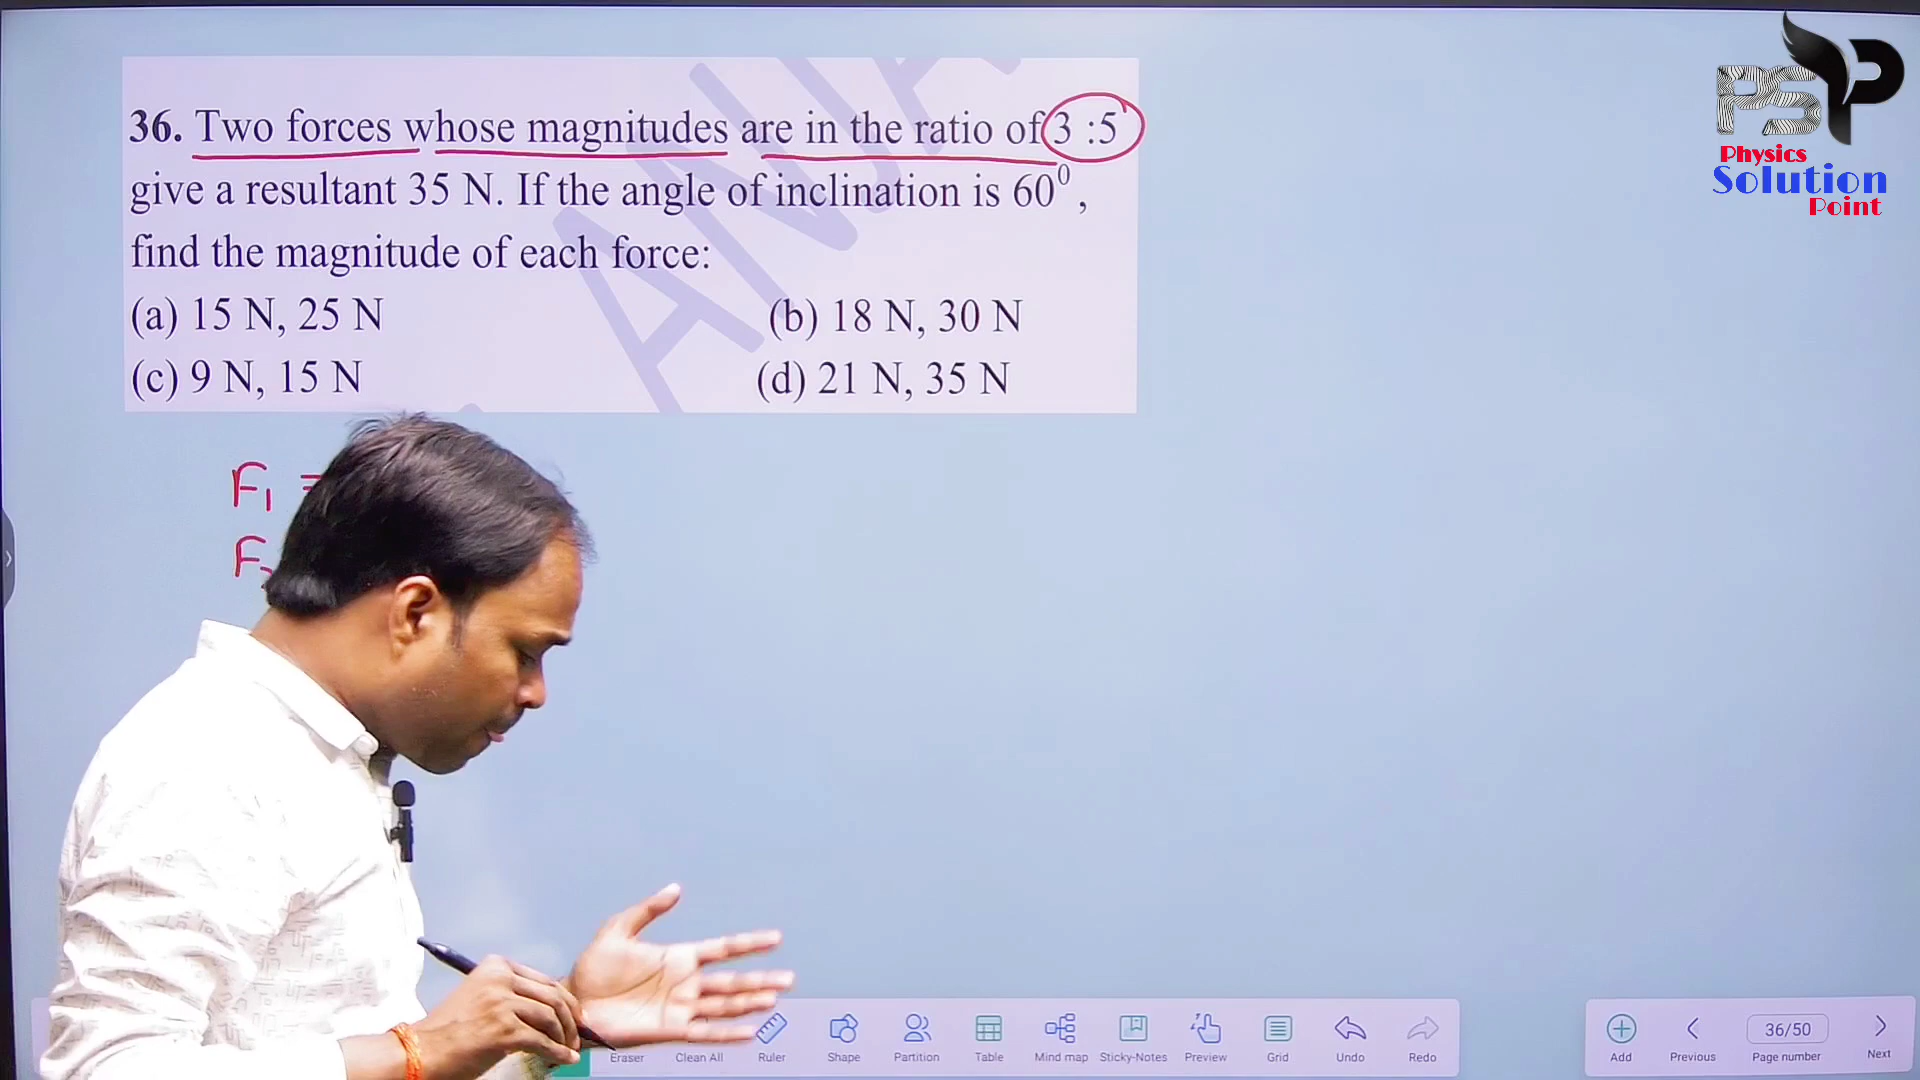 36. Two forces whose magnitudes are in the ratio of 3 :5
give a resultant 35 N. If the angle of inclination is 60⁰ ,
find the magnitude of each force:
(a) 15 N, 25 N (b) 18 N, 30 N
(c) 9 N, 15 N (d) 21 N, 35 N
F₁ =
F₂
PSP
Physics
Solution
Point
Eraser Clean All Ruler Shape Partition Table Mind map Sticky-Notes Preview Grid Undo Redo
Add Previous 36/50 Page number Next